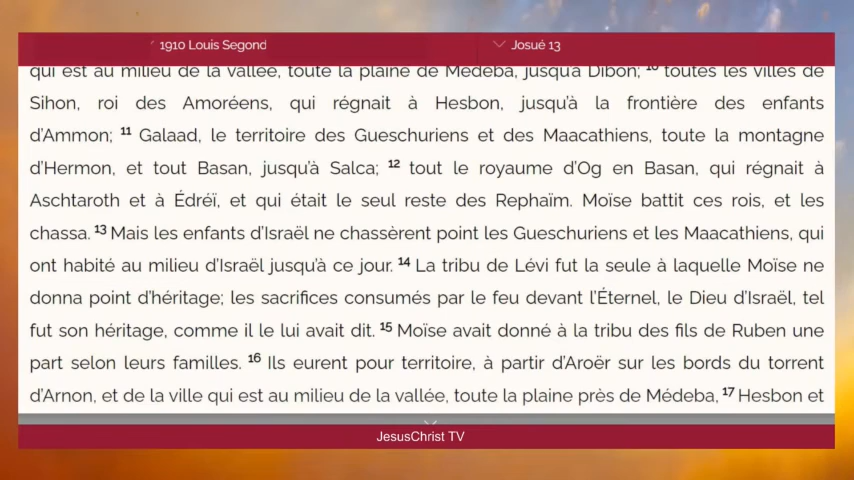 1910 Louis Segond
Josué 13
qui est au milieu de la vallée, toute la plaine de Médeba, jusqu'à Dibon; 10 toutes les villes de
Sihon, roi des Amoréens, qui régnait à Hesbon, jusqu'à la frontière des enfants
d'Ammon; 11 Galaad, le territoire des Gueschuriens et des Maacathiens, toute la montagne
d'Hermon, et tout Basan, jusqu'à Salca; 12 tout le royaume d'Og en Basan, qui régnait à
Aschtaroth et à Édréï, et qui était le seul reste des Rephaïm. Moïse battit ces rois, et les
chassa. 13 Mais les enfants d'Israël ne chassèrent point les Gueschuriens et les Maacathiens, qui
ont habité au milieu d'Israël jusqu'à ce jour. 14 La tribu de Lévi fut la seule à laquelle Moïse ne
donna point d'héritage; les sacrifices consumés par le feu devant l'Éternel, le Dieu d'Israël, tel
fut son héritage, comme il le lui avait dit. 15 Moïse avait donné à la tribu des fils de Ruben une
part selon leurs familles. 16 Ils eurent pour territoire, à partir d'Aroër sur les bords du torrent
d'Arnon, et de la ville qui est au milieu de la vallée, toute la plaine près de Médeba, 17 Hesbon et
JesusChrist TV